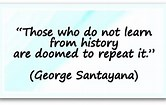 “Those who do not learn
from history
are doomed to repeat it.”
(George Santayana)